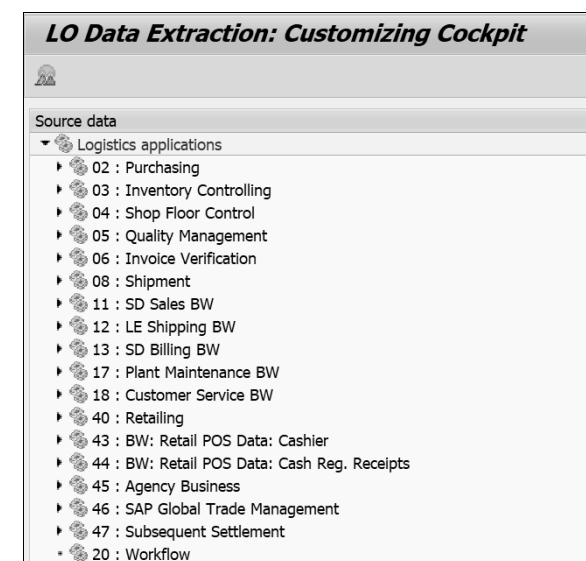 LO Data Extraction: Customizing Cockpit
Source data
Logistics applications
02 : Purchasing
03 : Inventory Controlling
04 : Shop Floor Control
05 : Quality Management
06 : Invoice Verification
08 : Shipment
11 : SD Sales BW
12 : LE Shipping BW
13 : SD Billing BW
17 : Plant Maintenance BW
18 : Customer Service BW
40 : Retailing
43 : BW: Retail POS Data: Cashier
44 : BW: Retail POS Data: Cash Reg. Receipts
45 : Agency Business
46 : SAP Global Trade Management
47 : Subsequent Settlement
20 : Workflow